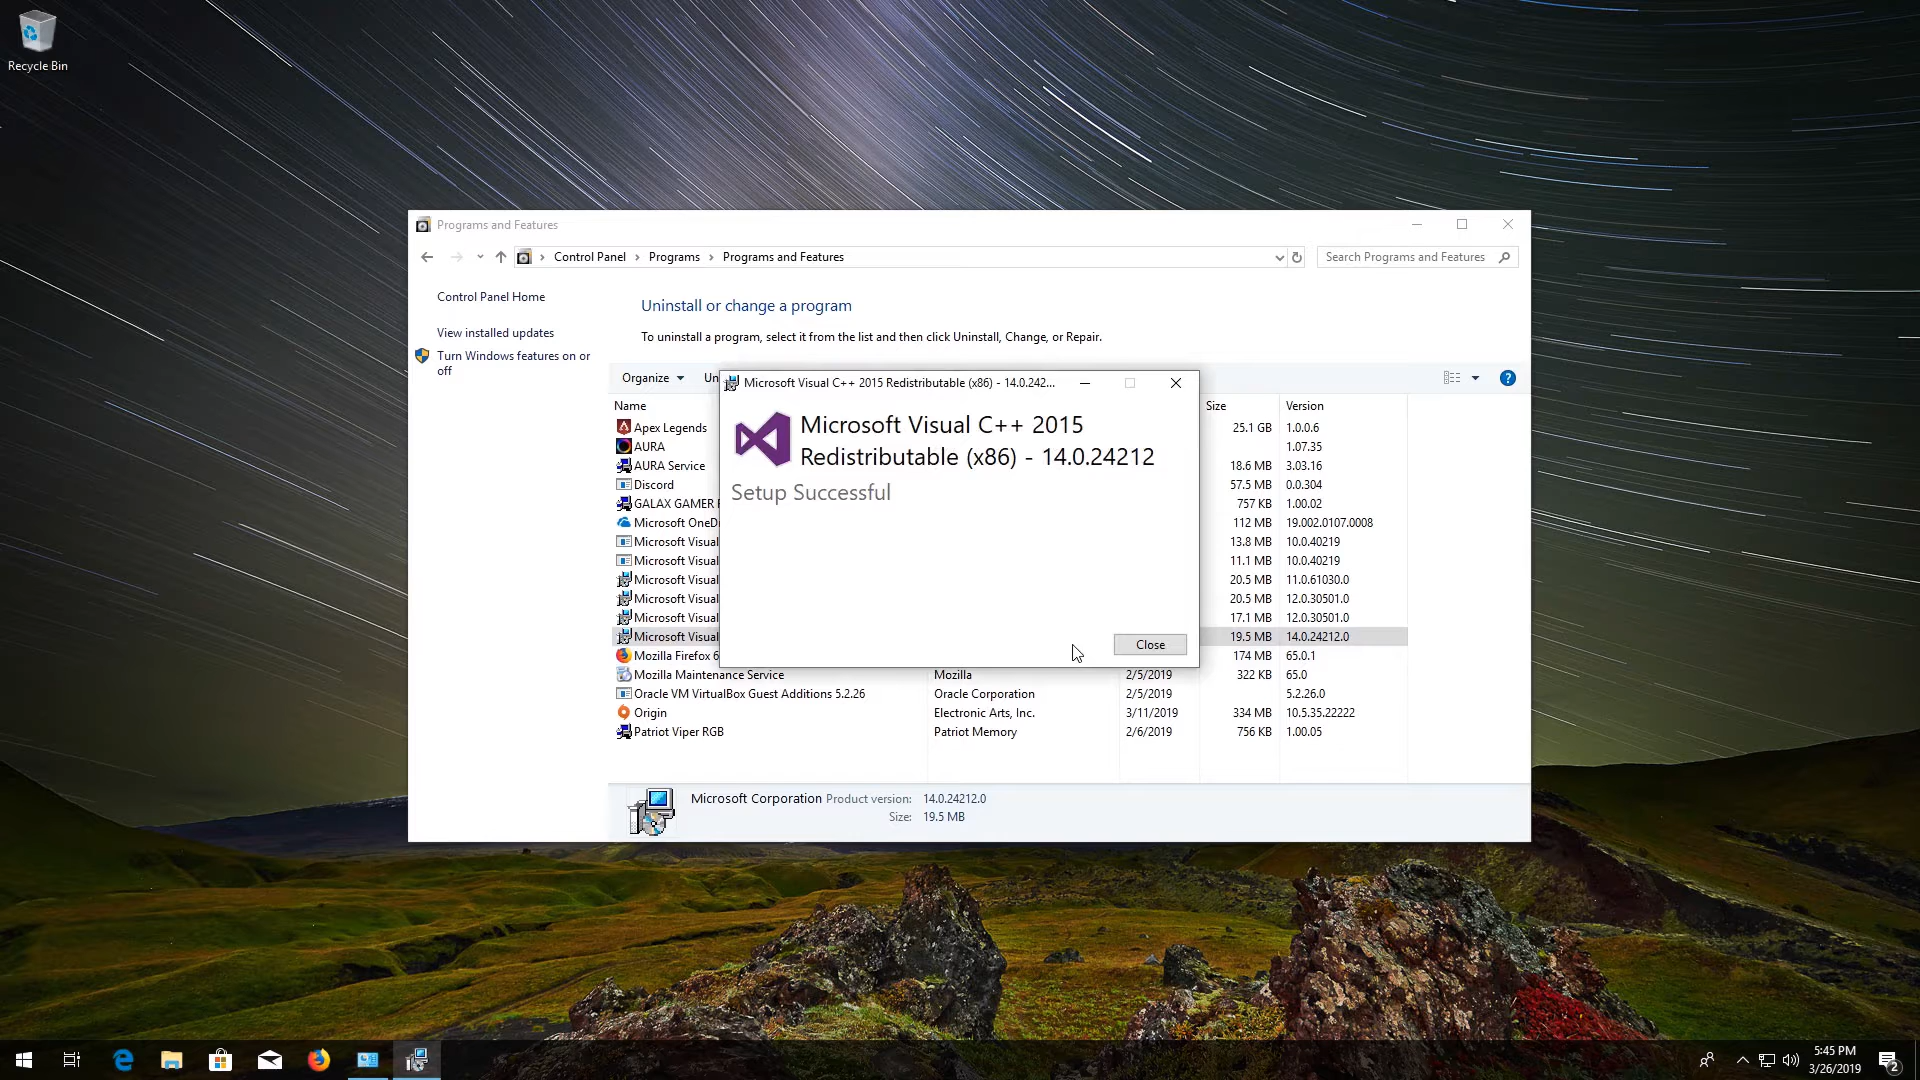 Recycle Bin
Programs and Features
Control Panel > Programs > Programs and Features
Search Programs and Features
Control Panel Home
View installed updates
Turn Windows features on or
off
Uninstall or change a program
To uninstall a program, select it from the list and then click Uninstall, Change, or Repair.
Organize Un
Name Size Version
Apex Legends 25.1 GB 1.0.0.6
AURA 1.07.35
AURA Service 18.6 MB 3.03.16
Discord 57.5 MB 0.0.304
GALAX GAMER 757 KB 1.00.02
Microsoft OneD 112 MB 19.002.0107.0008
Microsoft Visual 13.8 MB 10.0.40219
Microsoft Visual 11.1 MB 10.0.40219
Microsoft Visual 20.5 MB 11.0.61030.0
Microsoft Visual 20.5 MB 12.0.30501.0
Microsoft Visual 17.1 MB 12.0.30501.0
Microsoft Visual 19.5 MB 14.0.24212.0
Mozilla Firefox 6 174 MB 65.0.1
Mozilla Maintenance Service Mozilla 2/5/2019 322 KB 65.0
Oracle VM VirtualBox Guest Additions 5.2.26 Oracle Corporation 2/5/2019 5.2.26.0
Origin Electronic Arts, Inc. 3/11/2019 334 MB 10.5.35.22222
Patriot Viper RGB Patriot Memory 2/6/2019 756 KB 1.00.05
Microsoft Visual C++ 2015 Redistributable (x86) - 14.0.242...
Microsoft Visual C++ 2015
Redistributable (x86) - 14.0.24212
Setup Successful
Close
Microsoft Corporation Product version: 14.0.24212.0
Size: 19.5 MB
5:45 PM
3/26/2019
2